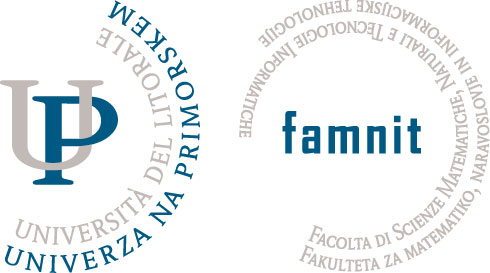 UP
UNIVERSITÀ DEL LITORALE
UNIVERZA NA PRIMORSKEM
famnit
Facoltà di Scienze Matematiche, Naturali e Tecnologie Informatiche
Fakulteta za matematiko, naravoslovje in informacijske tehnologije